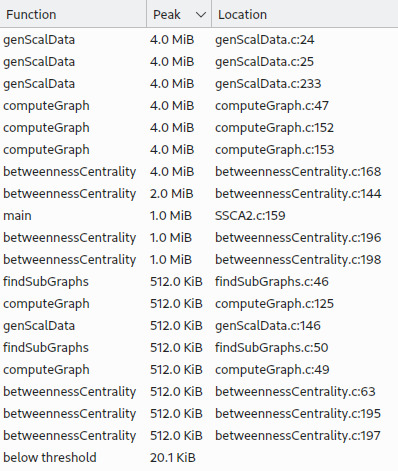 Function Peak Location
genScalData 4.0 MiB genScalData.c:24
genScalData 4.0 MiB genScalData.c:25
genScalData 4.0 MiB genScalData.c:233
computeGraph 4.0 MiB computeGraph.c:47
computeGraph 4.0 MiB computeGraph.c:152
computeGraph 4.0 MiB computeGraph.c:153
betweennessCentrality 4.0 MiB betweennessCentrality.c:168
betweennessCentrality 2.0 MiB betweennessCentrality.c:144
main 1.0 MiB SSCA2.c:159
betweennessCentrality 1.0 MiB betweennessCentrality.c:196
betweennessCentrality 1.0 MiB betweennessCentrality.c:198
findSubGraphs 512.0 KiB findSubGraphs.c:46
computeGraph 512.0 KiB computeGraph.c:125
genScalData 512.0 KiB genScalData.c:146
findSubGraphs 512.0 KiB findSubGraphs.c:50
computeGraph 512.0 KiB computeGraph.c:49
betweennessCentrality 512.0 KiB betweennessCentrality.c:63
betweennessCentrality 512.0 KiB betweennessCentrality.c:195
betweennessCentrality 512.0 KiB betweennessCentrality.c:197
below threshold 20.1 KiB